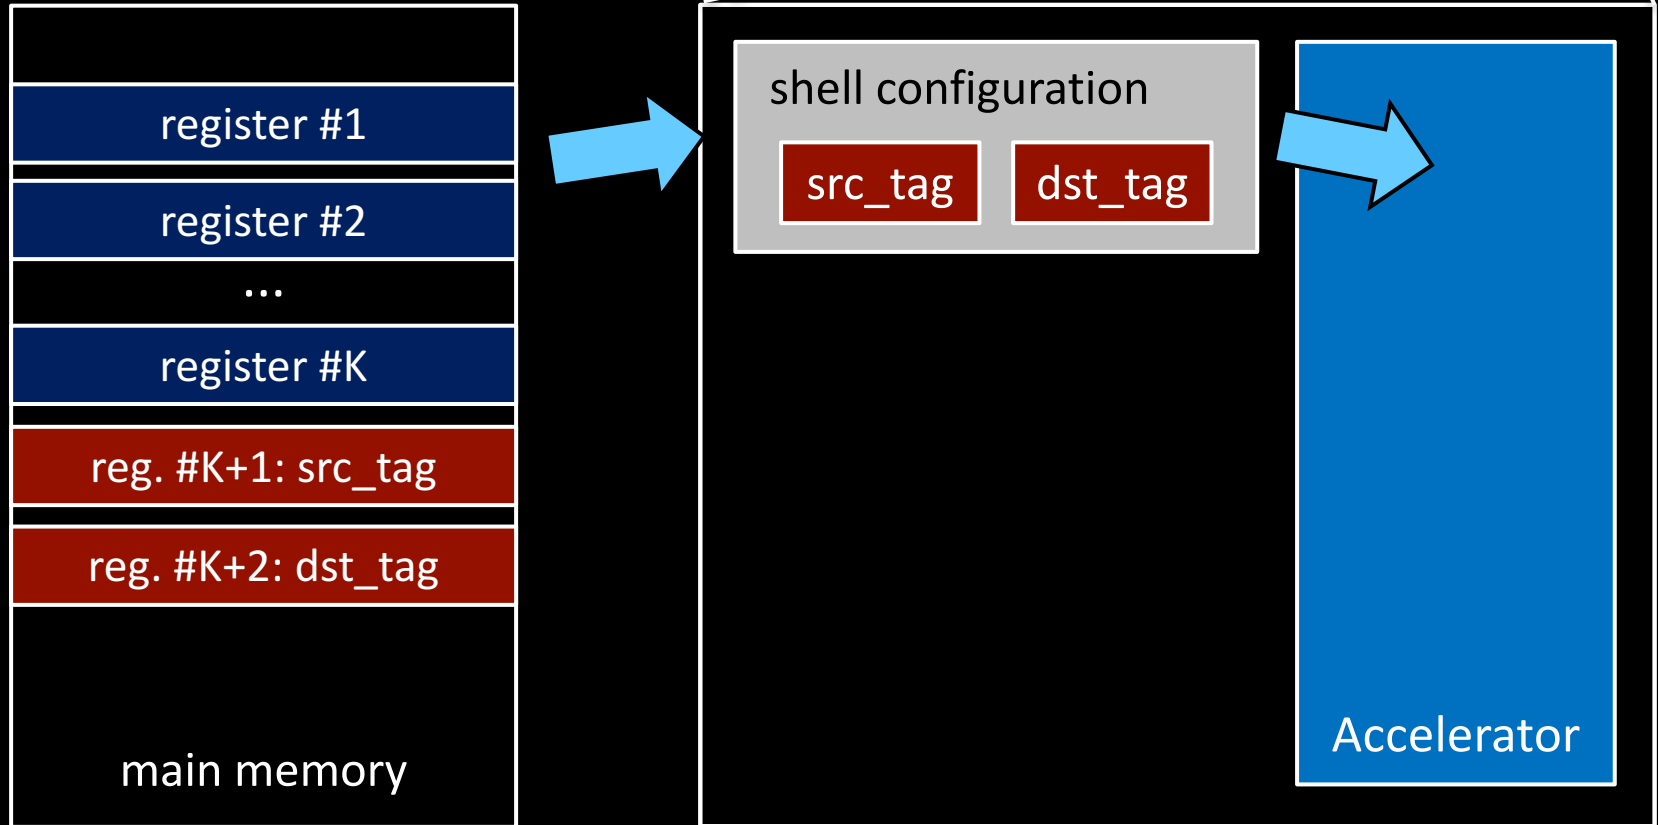 register #1
register #2
...
register #K
reg. #K+1: src_tag
reg. #K+2: dst_tag
main memory
shell configuration
src_tag
dst_tag
Accelerator